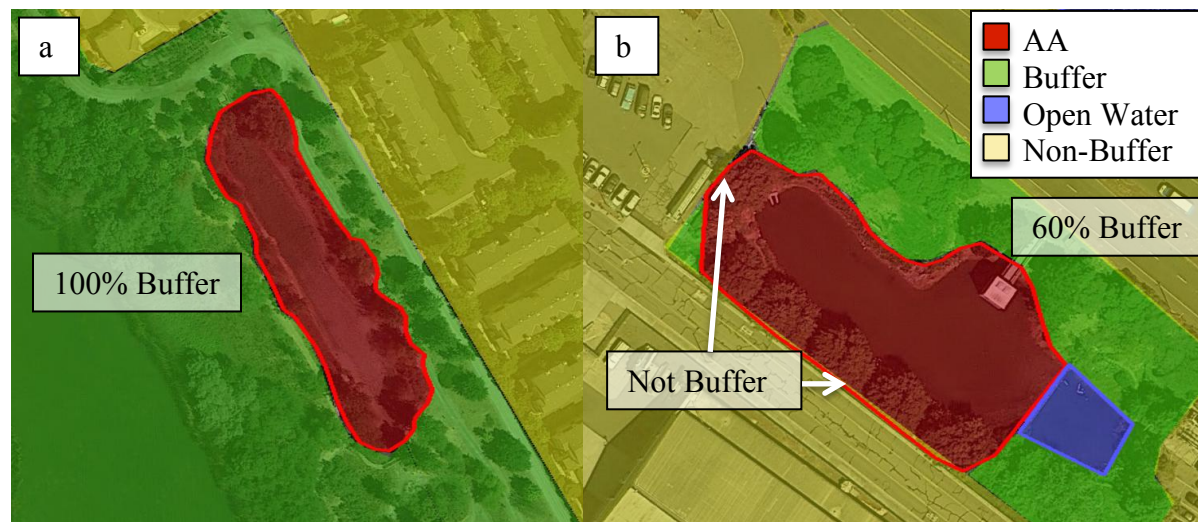 a
100% Buffer
b
AA
Buffer
Open Water
Non-Buffer
60% Buffer
Not Buffer